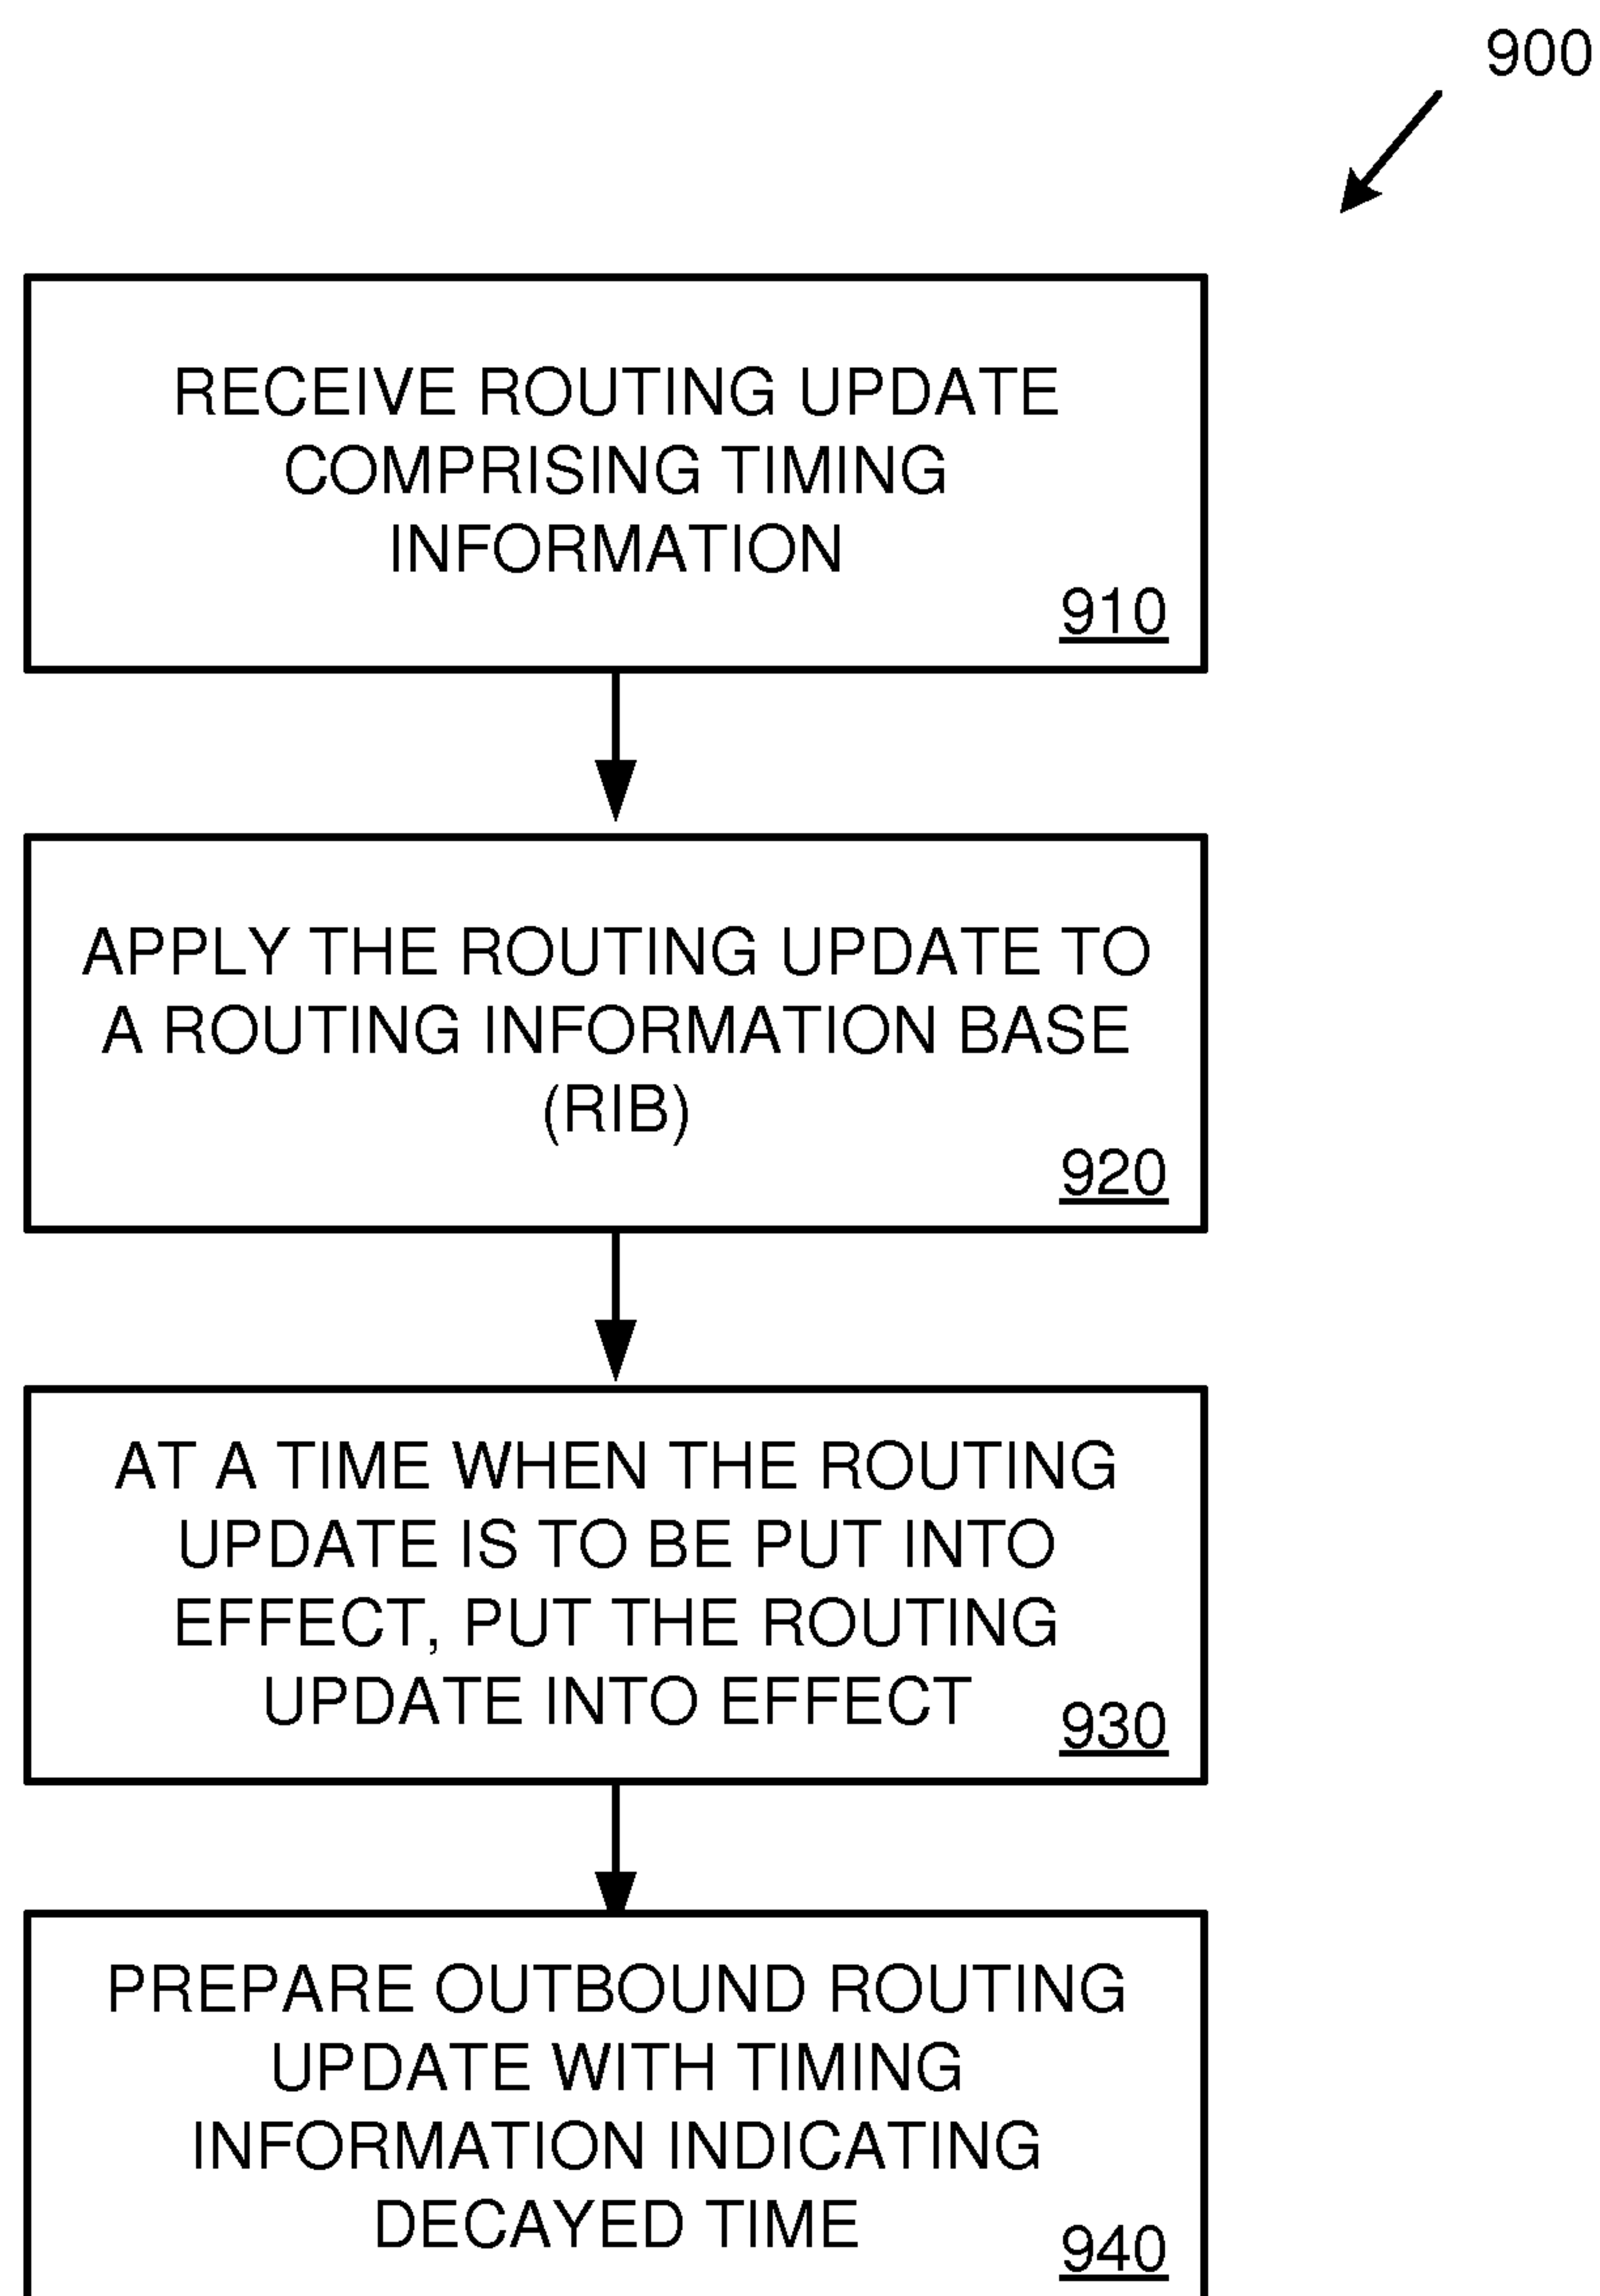 900
RECEIVE ROUTING UPDATE
COMPRISING TIMING
INFORMATION
910
APPLY THE ROUTING UPDATE TO
A ROUTING INFORMATION BASE
(RIB)
920
AT A TIME WHEN THE ROUTING
UPDATE IS TO BE PUT INTO
EFFECT, PUT THE ROUTING
UPDATE INTO EFFECT
930
PREPARE OUTBOUND ROUTING
UPDATE WITH TIMING
INFORMATION INDICATING
DECAYED TIME
940